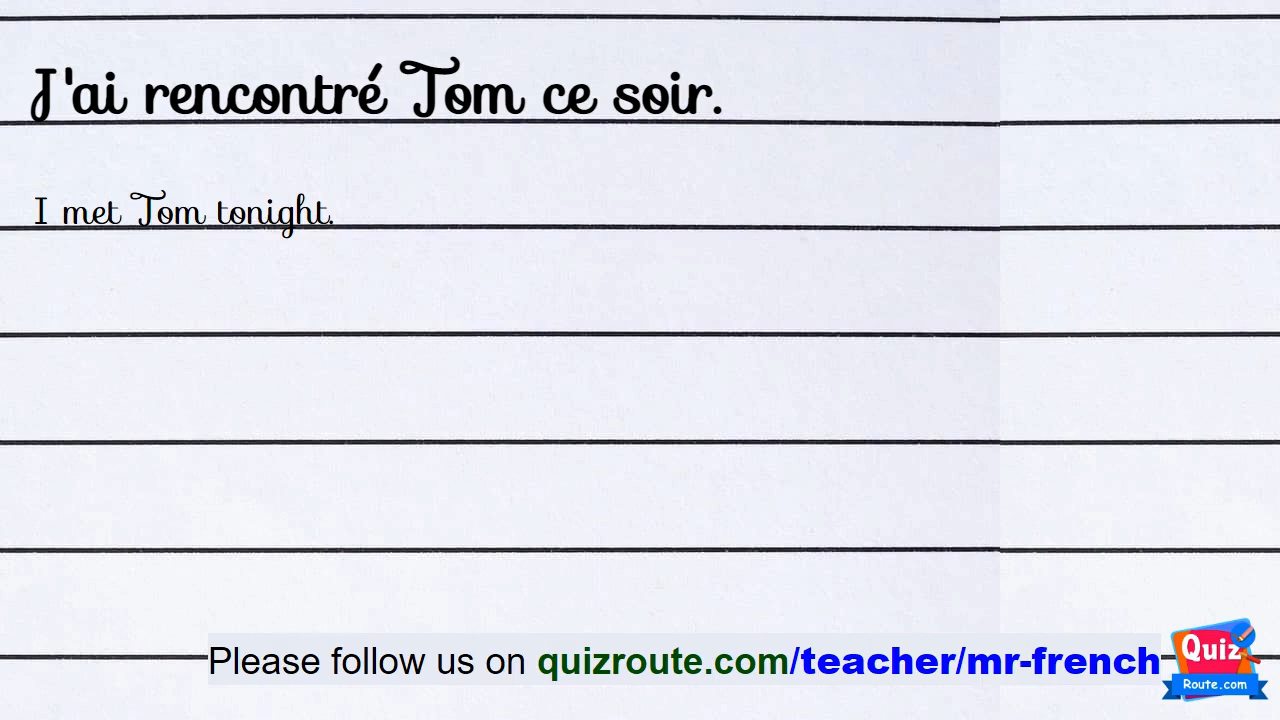 J'ai rencontré Tom ce soir.
I met Tom tonight.
Please follow us on quizroute.com/teacher/mr-french
Quiz
Route.com